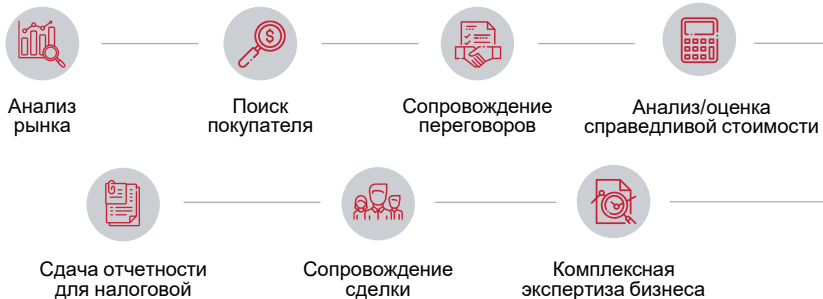 Анализ
рынка
Поиск
покупателя
Сопровождение
переговоров
Анализ/оценка
справедливой стоимости
Сдача отчетности
для налоговой
Сопровождение
сделки
Комплексная
экспертиза бизнеса